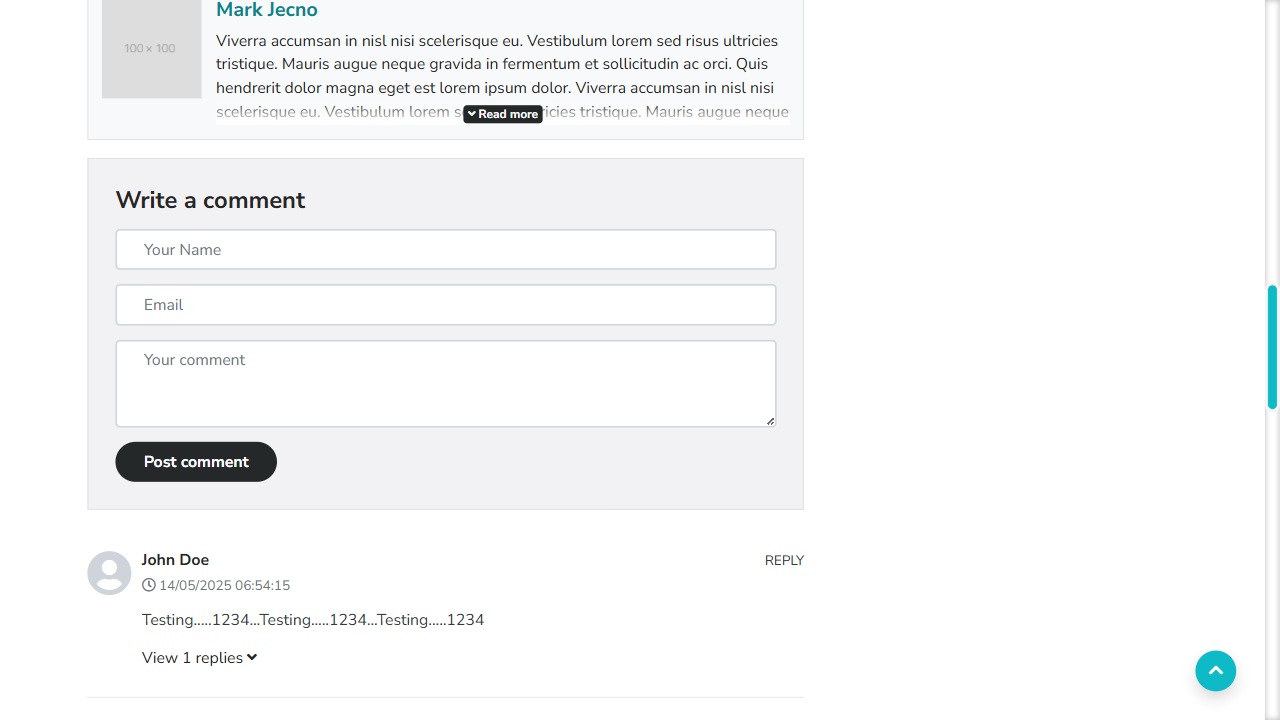 Mark Jecno
100 × 100
Viverra accumsan in nisl nisi scelerisque eu. Vestibulum lorem sed risus ultricies
tristique. Mauris augue neque gravida in fermentum et sollicitudin ac orci. Quis
hendrerit dolor magna eget est lorem ipsum dolor. Viverra accumsan in nisl nisi
scelerisque eu. Vestibulum lorem tristique. Mauris augue neque
Read more
Write a comment
Your Name
Email
Your comment
Post comment
John Doe
REPLY
14/05/2025 06:54:15
Testing.....1234...Testing.....1234...Testing.....1234
View 1 replies